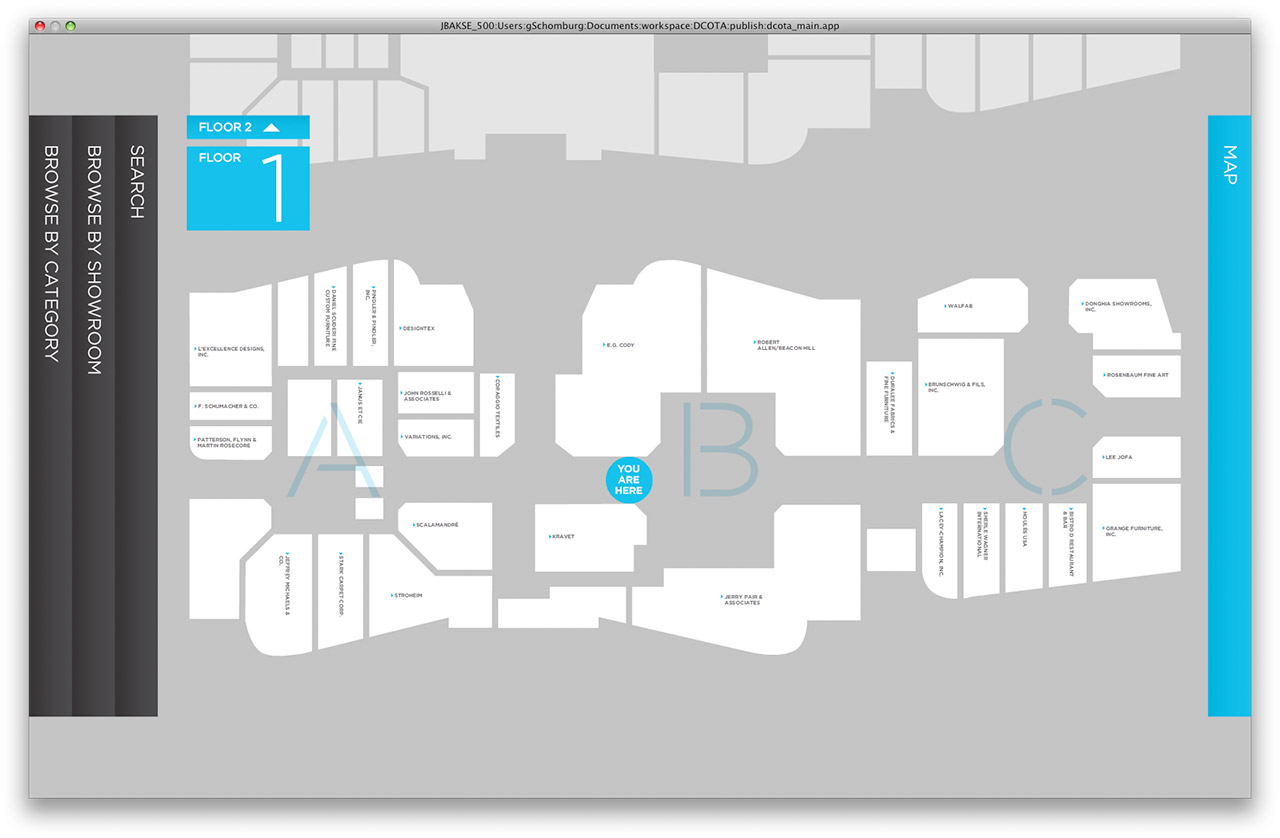 JBAKSE_500:Users:gSchomburg:Documents:workspace:DCOTA:publish:dcota_main.app
SEARCH
BROWSE BY SHOWROOM
BROWSE BY CATEGORY
FLOOR 2
FLOOR
1
MAP
L'EXCELLENCE DESIGNS,
INC.
F. SCHUMACHER & CO.
PATTERSON, FLYNN &
MARTIN ROSECORE
DANIEL SCUDERI FINE
CUSTOM FURNITURE
PINDLER & PINDLER,
INC.
DESIGNTEX
JANUS ET CIE
JOHN ROSSELLI &
ASSOCIATES
VARIATIONS, INC.
CORAGGIO TEXTILES
A
JEFFREY MICHAELS &
CO.
STARK CARPET CORP.
SCALAMANDRÉ
STROHEIM
E.G. CODY
ROBERT
ALLEN/BEACON HILL
B
YOU
ARE
HERE
KRAVET
JERRY PAIR &
ASSOCIATES
WALFAB
DURALEE FABRICS &
FINE FURNITURE
BRUNSCHWIG & FILS,
INC.
C
DONGHIA SHOWROOMS,
INC.
ROSENBAUM FINE ART
LEE JOFA
GRANGE FURNITURE,
INC.
LACEY-CHAMPION, INC.
SHERLE WAGNER
INTERNATIONAL
HOULÈS USA
BISTRO D RESTAURANT
& BAR